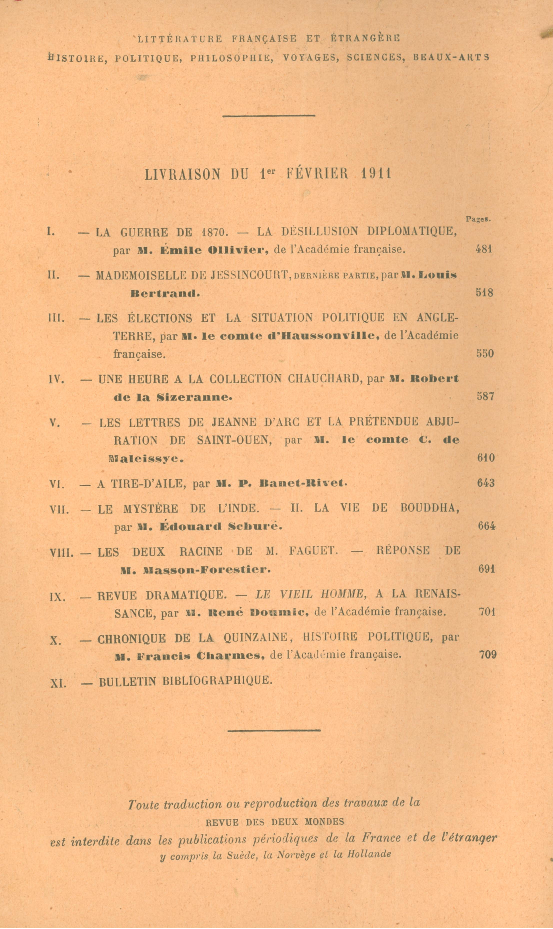 LITTÉRATURE FRANÇAISE ET ÉTRANGÈRE
HISTOIRE, POLITIQUE, PHILOSOPHIE, VOYAGES, SCIENCES, BEAUX-ARTS
LIVRAISON DU 1er FÉVRIER 1911
Pages.
I. — LA GUERRE DE 1870. — LA DÉSILLUSION DIPLOMATIQUE,
par M. Émile Ollivier, de l'Académie française. 481
II. — MADEMOISELLE DE JESSINCOURT, DERNIÈRE PARTIE, par M. Louis
Bertrand. 518
III. — LES ÉLECTIONS ET LA SITUATION POLITIQUE EN ANGLE-
TERRE, par M. le comte d'Haussonville, de l'Académie
française. 550
IV. — UNE HEURE A LA COLLECTION CHAUCHARD, par M. Robert
de la Sizeranne. 587
V. — LES LETTRES DE JEANNE D'ARC ET LA PRÉTENDUE ABJU-
RATION DE SAINT-OUEN, par M. le comte C. de
Maleissye. 610
VI. — A TIRE-D'AILE, par M. P. Banet-Rivet. 643
VII. — LE MYSTÈRE DE L'INDE. — II. LA VIE DE BOUDDHA,
par M. Édouard Schuré. 664
VIII. — LES DEUX RACINE DE M. FAGUET. — RÉPONSE DE
M. Masson-Forestier. 691
IX. — REVUE DRAMATIQUE. — LE VIEIL HOMME, A LA RENAIS-
SANCE, par M. René Doumic, de l'Académie française. 701
X. — CHRONIQUE DE LA QUINZAINE, HISTOIRE POLITIQUE, par
M. Francis Charmes, de l'Académie française. 709
XI. — BULLETIN BIBLIOGRAPHIQUE.
Toute traduction ou reproduction des travaux de la
REVUE DES DEUX MONDES
est interdite dans les publications périodiques de la France et de l'étranger
y compris la Suède, la Norvège et la Hollande